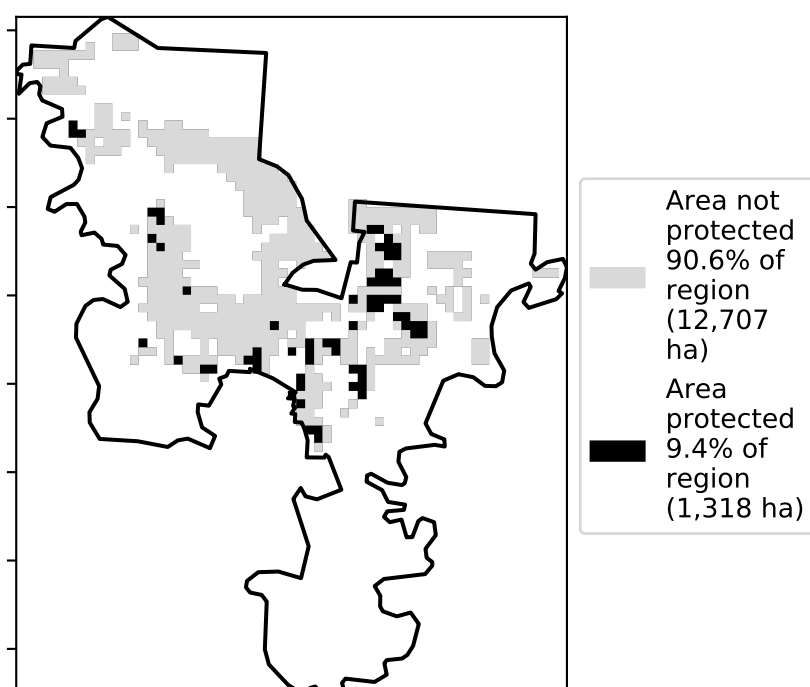 Area not
protected
90.6% of
region
(12,707
ha)
Area
protected
9.4% of
region
(1,318 ha)